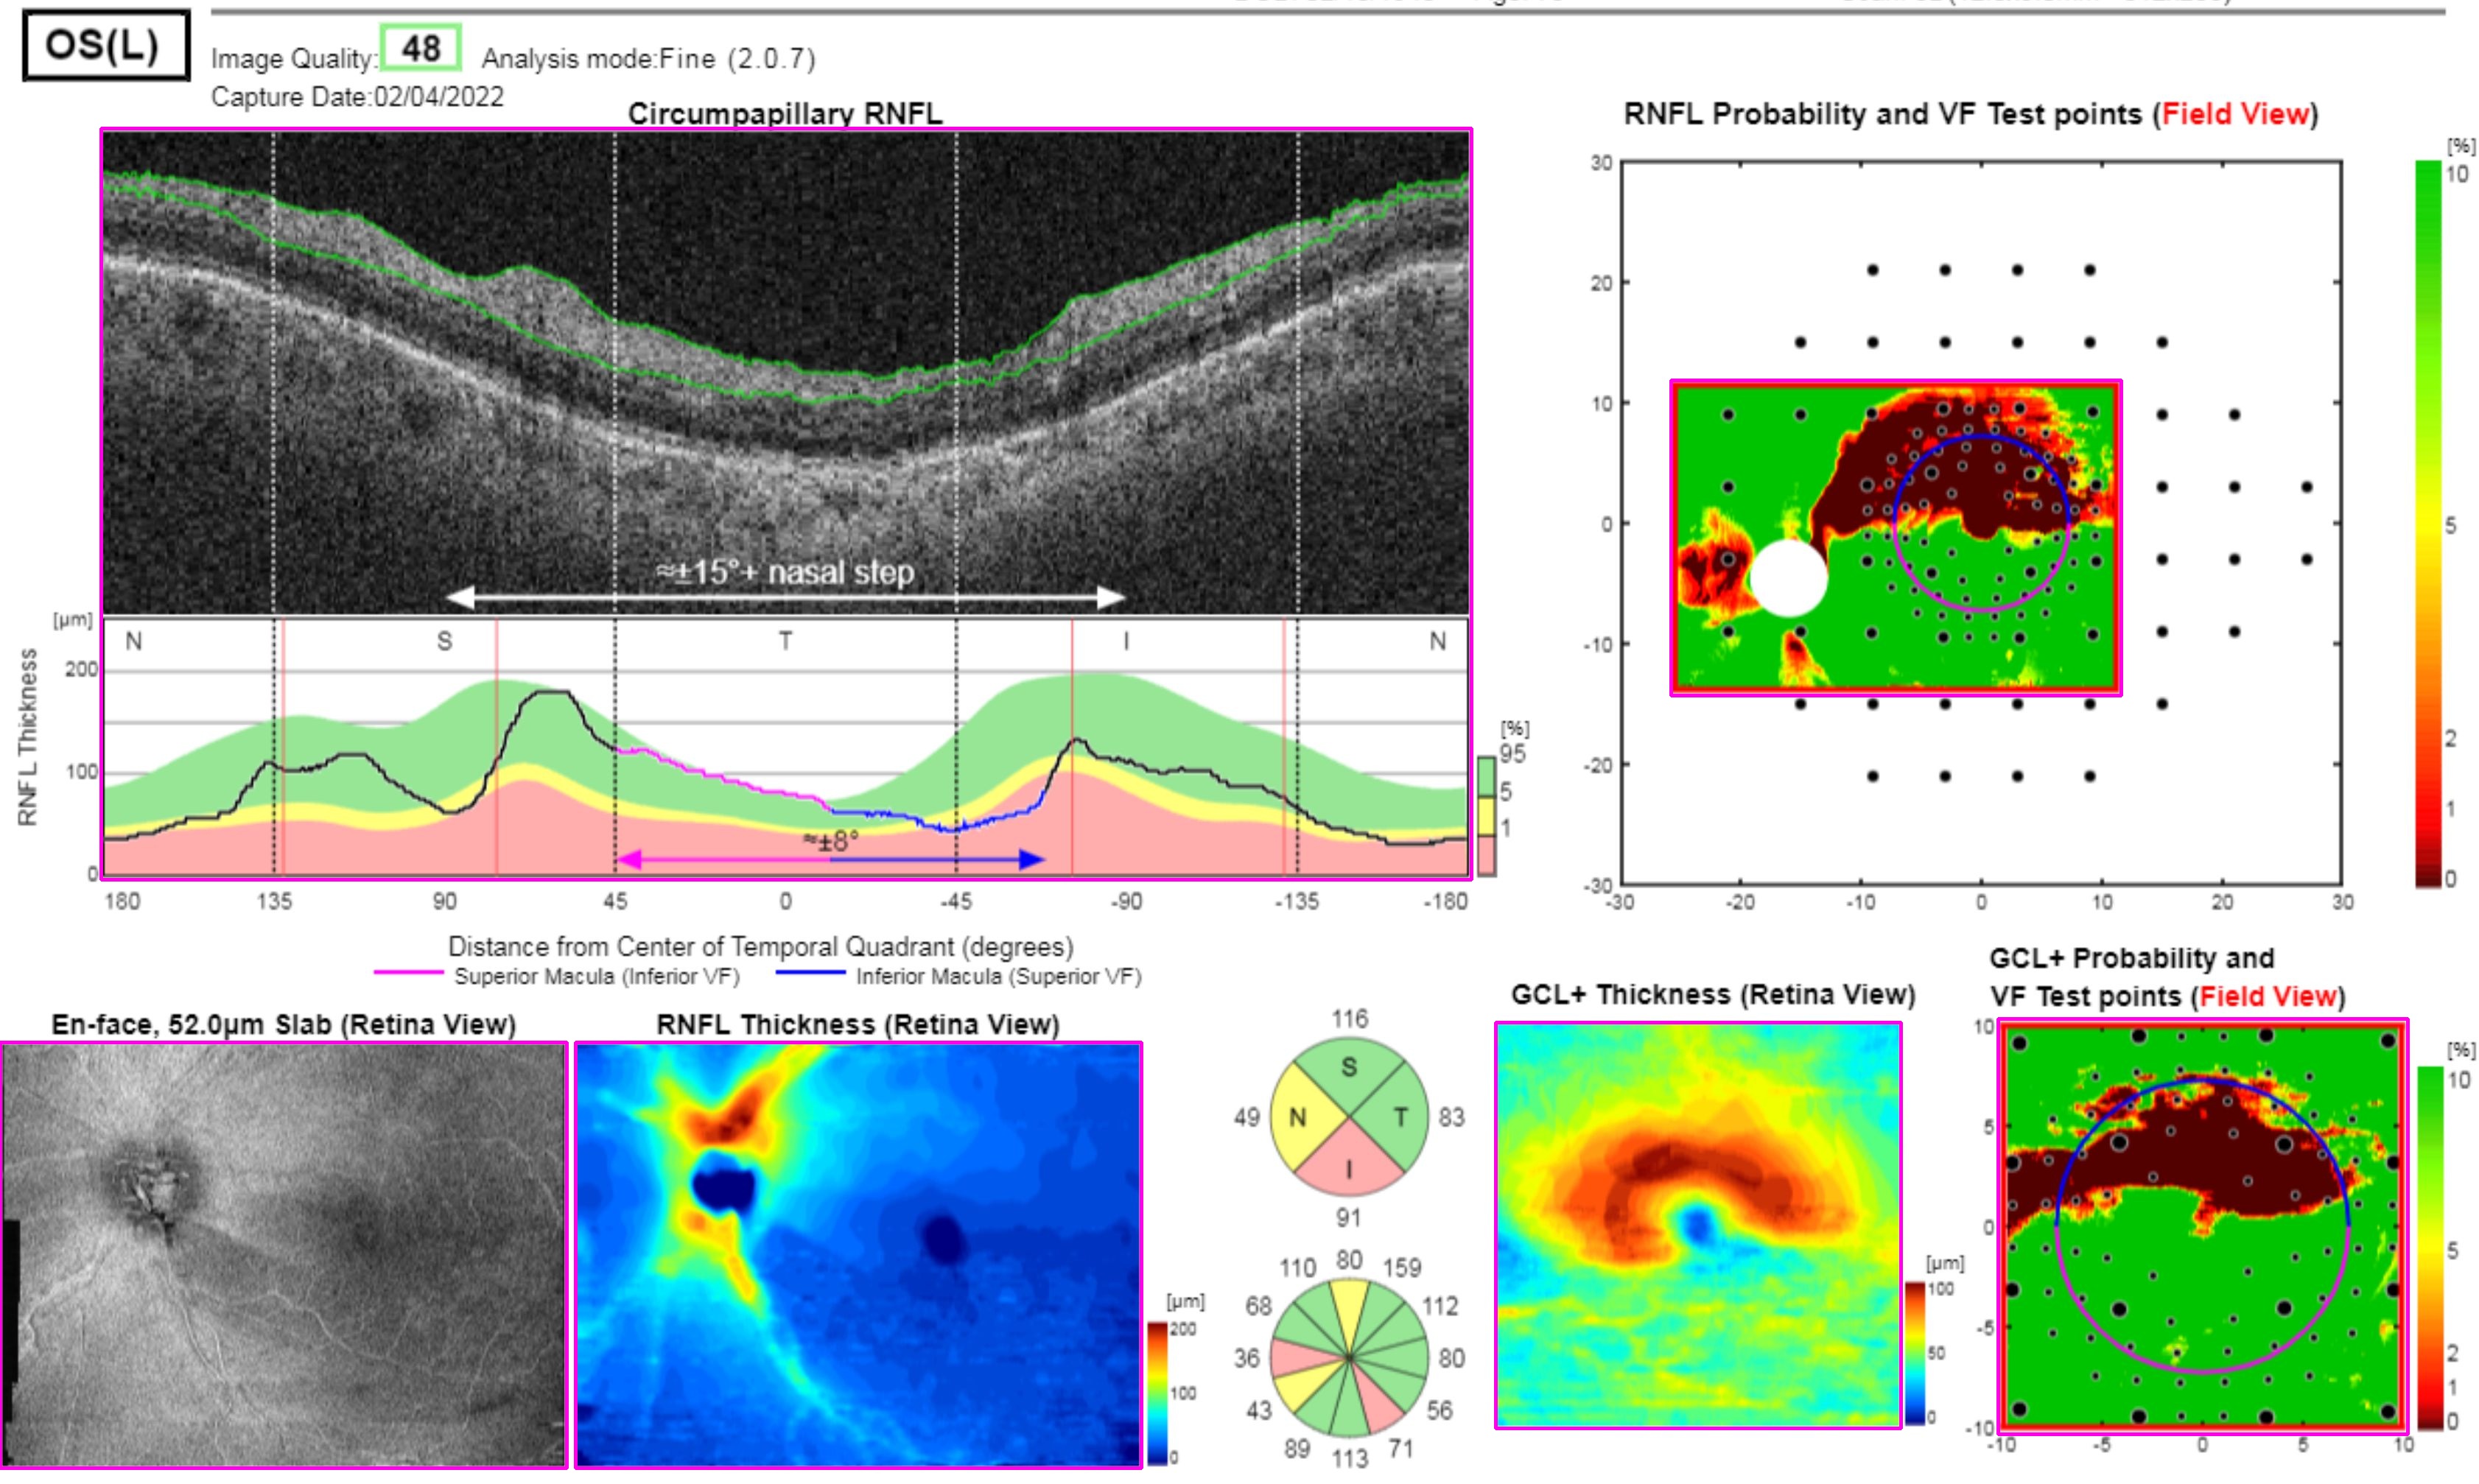 OS(L)
Image Quality: 48 Analysis mode:Fine (2.0.7)
Capture Date:02/04/2022
Circumpapillary RNFL
≈±15°+ nasal step
[µm]
N S T I N
200
100
0
RNFL Thickness
≈±8°
[%]
95
5
1
180 135 90 45 0 -45 -90 -135 -180
Distance from Center of Temporal Quadrant (degrees)
Superior Macula (Inferior VF) Inferior Macula (Superior VF)
RNFL Probability and VF Test points (Field View)
30
20
10
0
-10
-20
-30
-30 -20 -10 0 10 20 30
[%]
10
5
2
1
0
En-face, 52.0µm Slab (Retina View)
RNFL Thickness (Retina View)
[µm]
200
100
0
116
S
49 N T 83
I
91
110 80 159
68 112
36 80
43 56
89 113 71
GCL+ Thickness (Retina View)
[µm]
100
50
0
GCL+ Probability and
VF Test points (Field View)
10
5
0
-5
-10
-10 -5 0 5 10
[%]
10
5
2
1
0